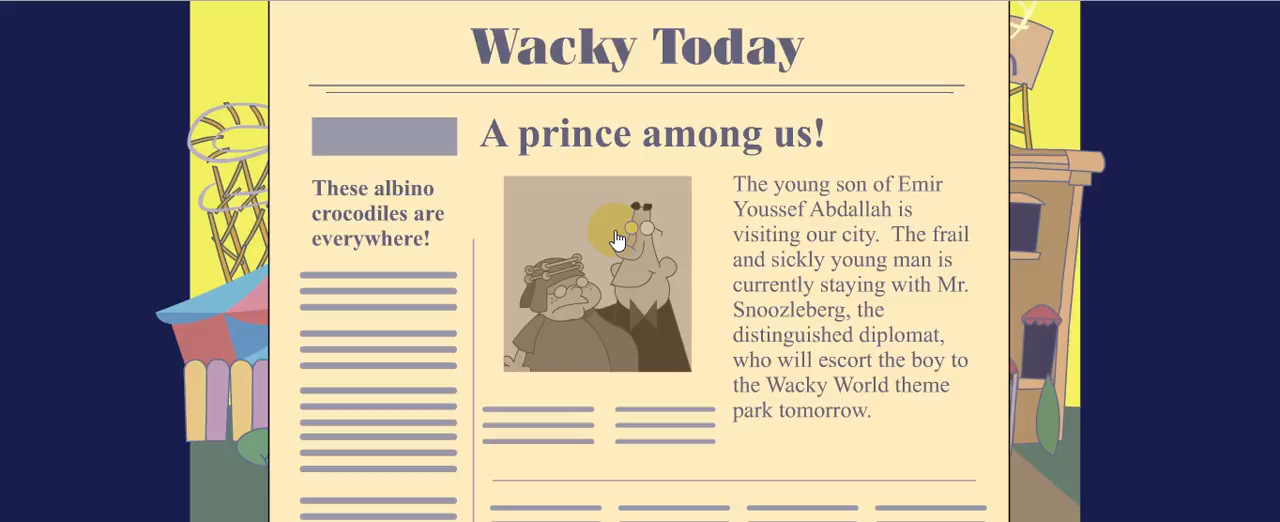 Wacky Today
A prince among us!
These albino
crocodiles are
everywhere!
The young son of Emir
Youssef Abdallah is
visiting our city.  The frail
and sickly young man is
currently staying with Mr.
Snoozleberg, the
distinguished diplomat,
who will escort the boy to
the Wacky World theme
park tomorrow.